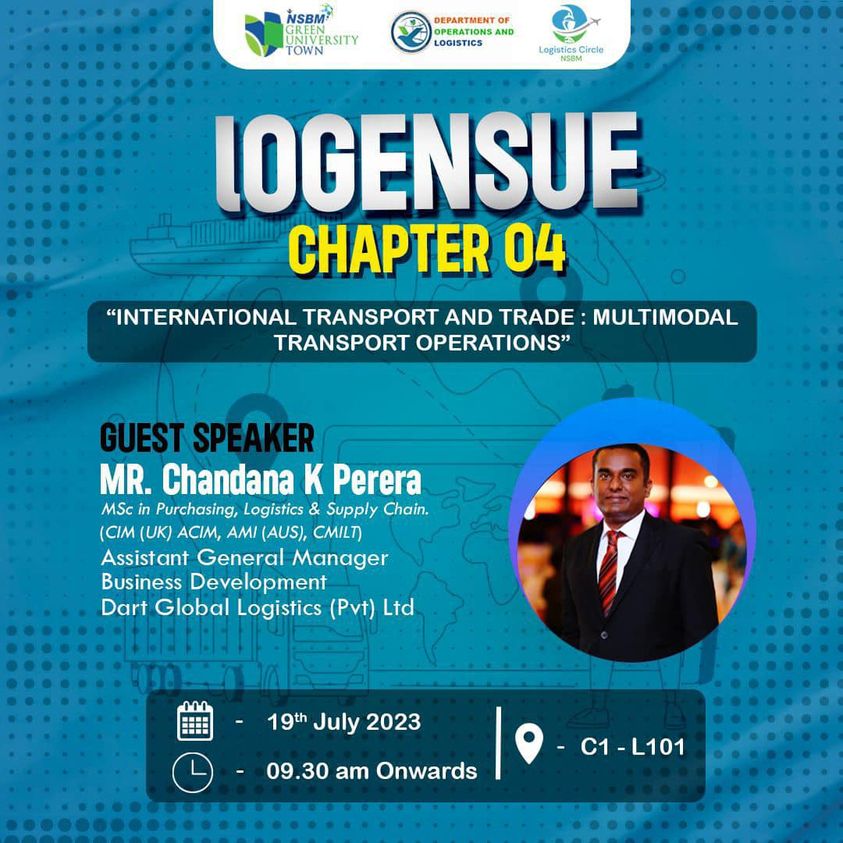 NSBM
GREEN
UNIVERSITY
TOWN
DEPARTMENT OF
OPERATIONS AND
LOGISTICS
Logistics Circle
NSBM
LOGENSUE
CHAPTER 04
“INTERNATIONAL TRANSPORT AND TRADE : MULTIMODAL
TRANSPORT OPERATIONS”
GUEST SPEAKER
MR. Chandana K Perera
MSc in Purchasing, Logistics & Supply Chain.
(CIM (UK) ACIM, AMI (AUS), CMILT)
Assistant General Manager
Business Development
Dart Global Logistics (Pvt) Ltd
- 19th July 2023
- 09.30 am Onwards
- C1 - L101